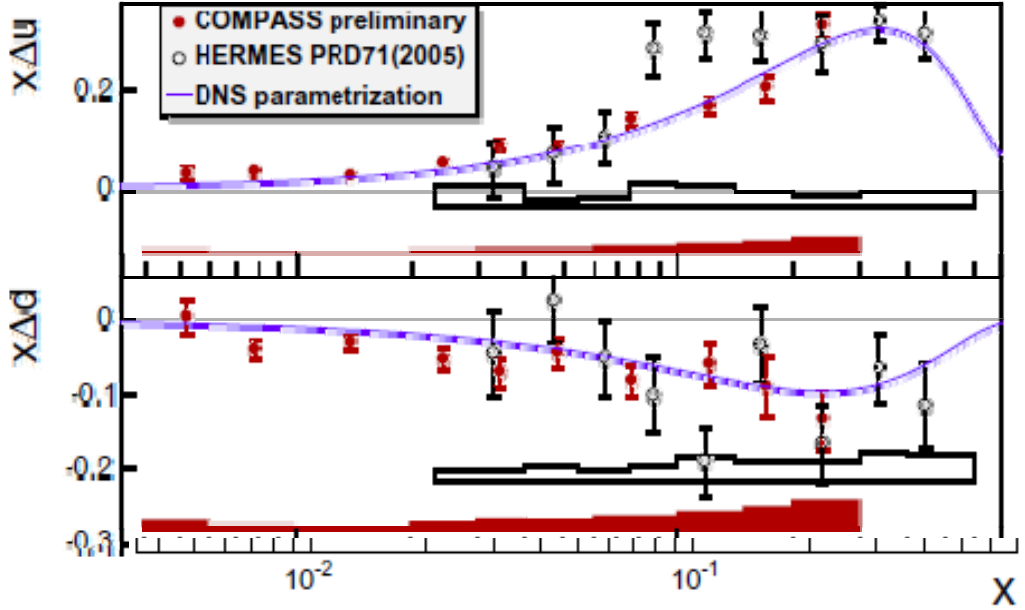 COMPASS preliminary
HERMES PRD71(2005)
DNS parametrization
xΔu
0.2
0
xΔd
0
-0.1
-0.2
-0.3
10-2
10-1
X